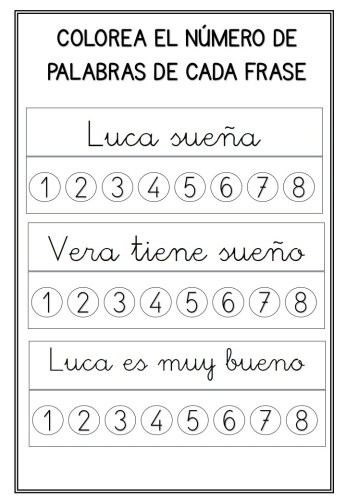 COLOREA EL NÚMERO DE
PALABRAS DE CADA FRASE
Luca sueña
1 2 3 4 5 6 7 8
Vera tiene sueño
1 2 3 4 5 6 7 8
Luca es muy bueno
1 2 3 4 5 6 7 8